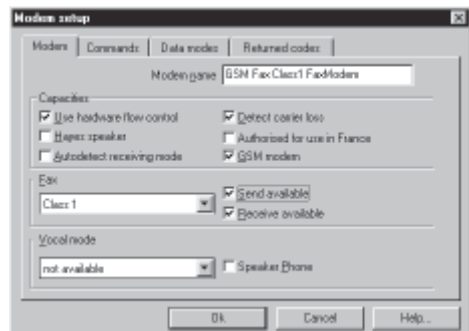 Modem setup
Modem Commands Data modes Returned codes
Modem name GSM Fax Class1 FaxModem
Capacities
Use hardware flow control Detect carrier loss
Hayes speaker Authorised for use in France
Autodetect receiving mode GSM modem
Fax
Class 1 Send available
Receive available
Vocal mode
not available Speaker Phone
Ok Cancel Help...